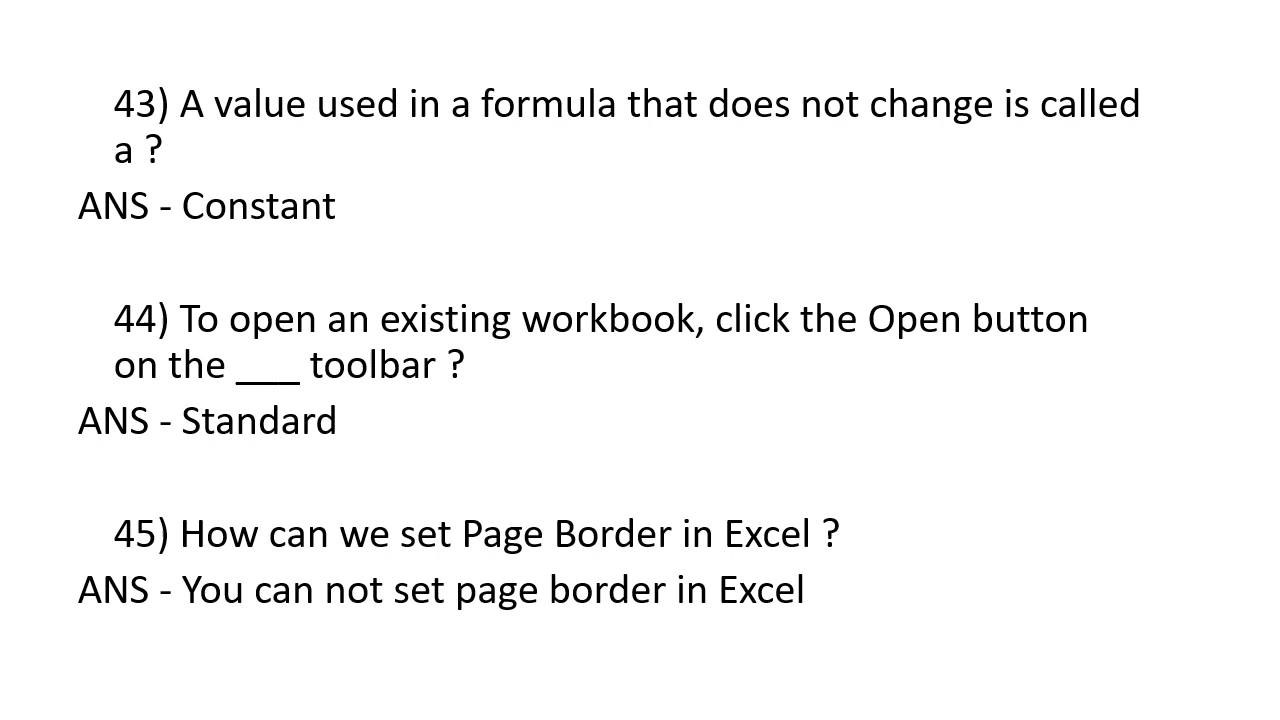 43) A value used in a formula that does not change is called
a ?
ANS - Constant
44) To open an existing workbook, click the Open button
on the ___ toolbar ?
ANS - Standard
45) How can we set Page Border in Excel ?
ANS - You can not set page border in Excel